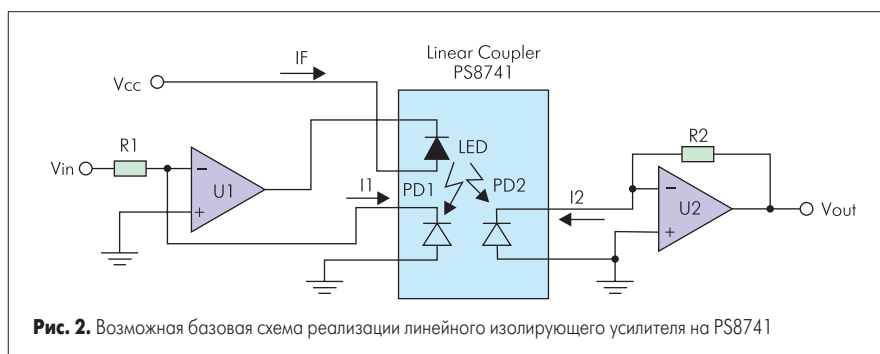 Linear Coupler
PS8741
IF
Vcc
R1
Vin
−
+
U1
LED
I1
PD1
PD2
I2
R2
−
+
U2
Vout
Рис. 2. Возможная базовая схема реализации линейного изолирующего усилителя на PS8741